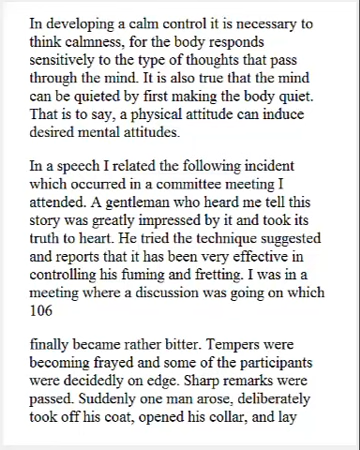 In developing a calm control it is necessary to
think calmness, for the body responds
sensitively to the type of thoughts that pass
through the mind. It is also true that the mind
can be quieted by first making the body quiet.
That is to say, a physical attitude can induce
desired mental attitudes.
In a speech I related the following incident
which occurred in a committee meeting I
attended. A gentleman who heard me tell this
story was greatly impressed by it and took its
truth to heart. He tried the technique suggested
and reports that it has been very effective in
controlling his fuming and fretting. I was in a
meeting where a discussion was going on which
106
finally became rather bitter. Tempers were
becoming frayed and some of the participants
were decidedly on edge. Sharp remarks were
passed. Suddenly one man arose, deliberately
took off his coat, opened his collar, and lay